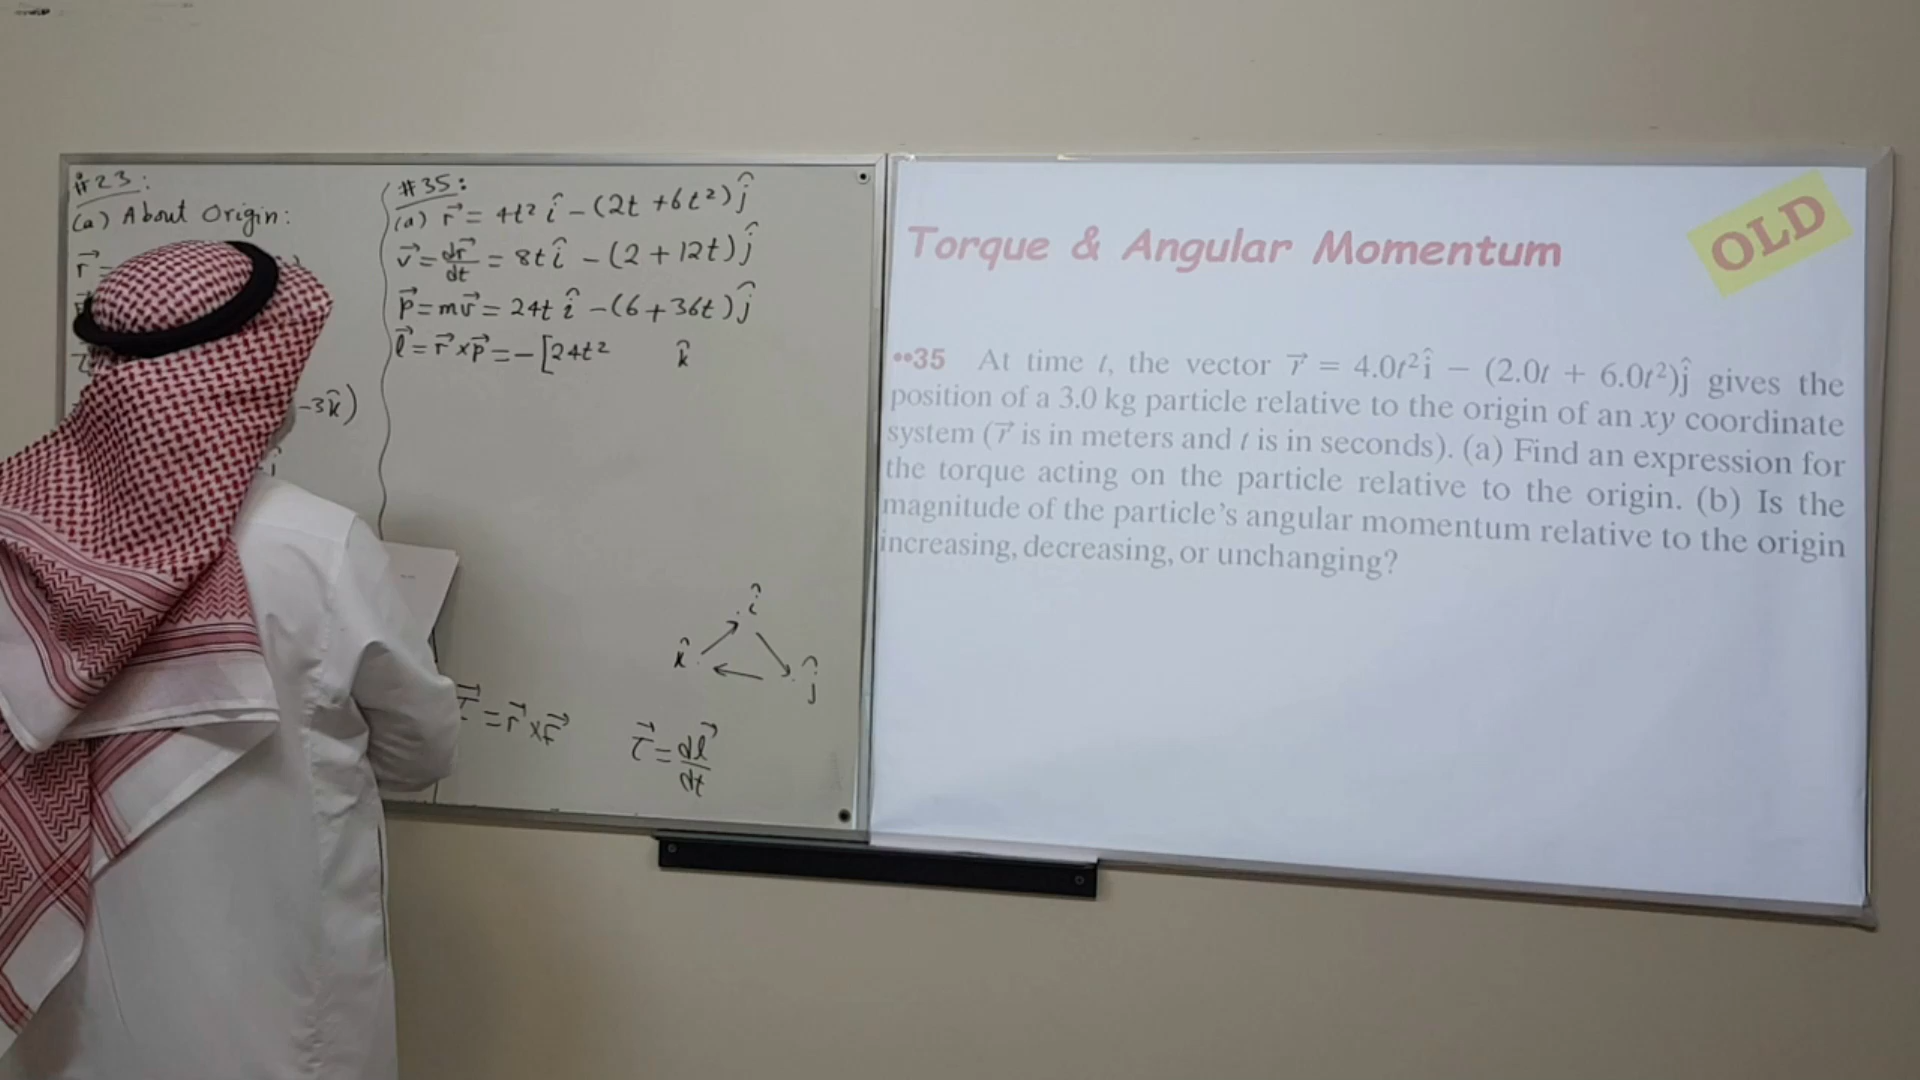 #23:
(a) About Origin:
r⃗ =
-3k̂)
#35:
(a) r⃗ = 4t² î - (2t + 6t²) ĵ
v⃗ = dr⃗/dt = 8t î - (2 + 12t) ĵ
p⃗ = mv⃗ = 24t î - (6 + 36t) ĵ
l⃗ = r⃗ × p⃗ = - [24t² k̂
î
k̂
ĵ
τ⃗ = r⃗ × F⃗
τ⃗ = dl⃗/dt
Torque & Angular Momentum
OLD
••35 At time t, the vector r⃗ = 4.0t²î − (2.0t + 6.0t²)ĵ gives the
position of a 3.0 kg particle relative to the origin of an xy coordinate
system (r⃗ is in meters and t is in seconds). (a) Find an expression for
the torque acting on the particle relative to the origin. (b) Is the
magnitude of the particle's angular momentum relative to the origin
increasing, decreasing, or unchanging?